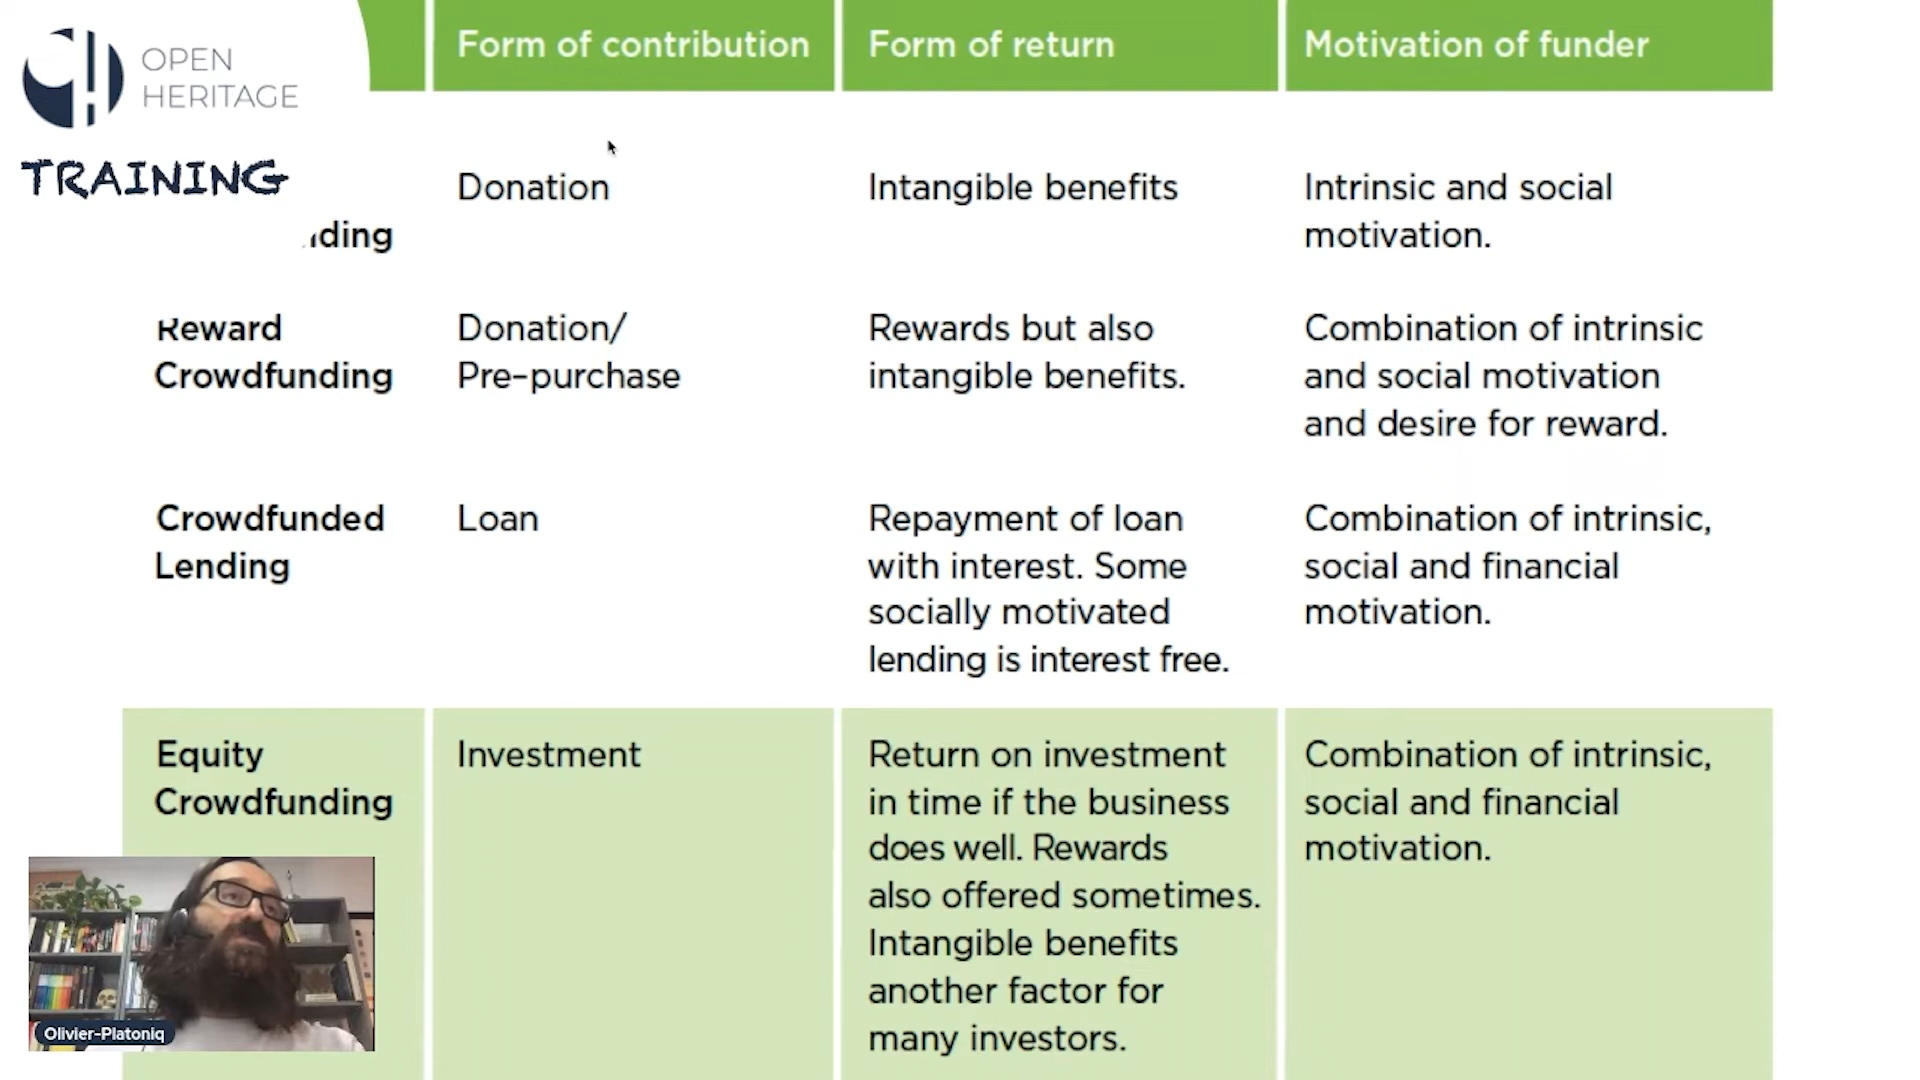 OPEN
HERITAGE
TRAINING
Form of contribution
Form of return
Motivation of funder
Donation
Intangible benefits
Intrinsic and social
motivation.
Reward
Crowdfunding
Donation/
Pre-purchase
Rewards but also
intangible benefits.
Combination of intrinsic
and social motivation
and desire for reward.
Crowdfunded
Lending
Loan
Repayment of loan
with interest. Some
socially motivated
lending is interest free.
Combination of intrinsic,
social and financial
motivation.
Equity
Crowdfunding
Investment
Return on investment
in time if the business
does well. Rewards
also offered sometimes.
Intangible benefits
another factor for
many investors.
Combination of intrinsic,
social and financial
motivation.
Olivier-Platoniq